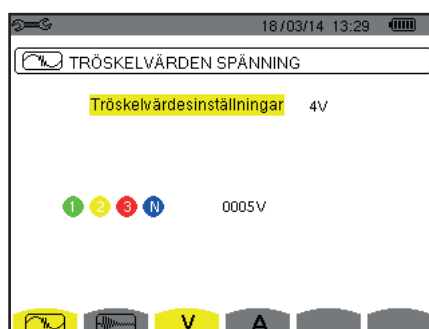 18/03/14 13:29
TRÖSKELVÄRDEN SPÄNNING
Tröskelvärdesinställningar 4V
1 2 3 N 0005V
V A